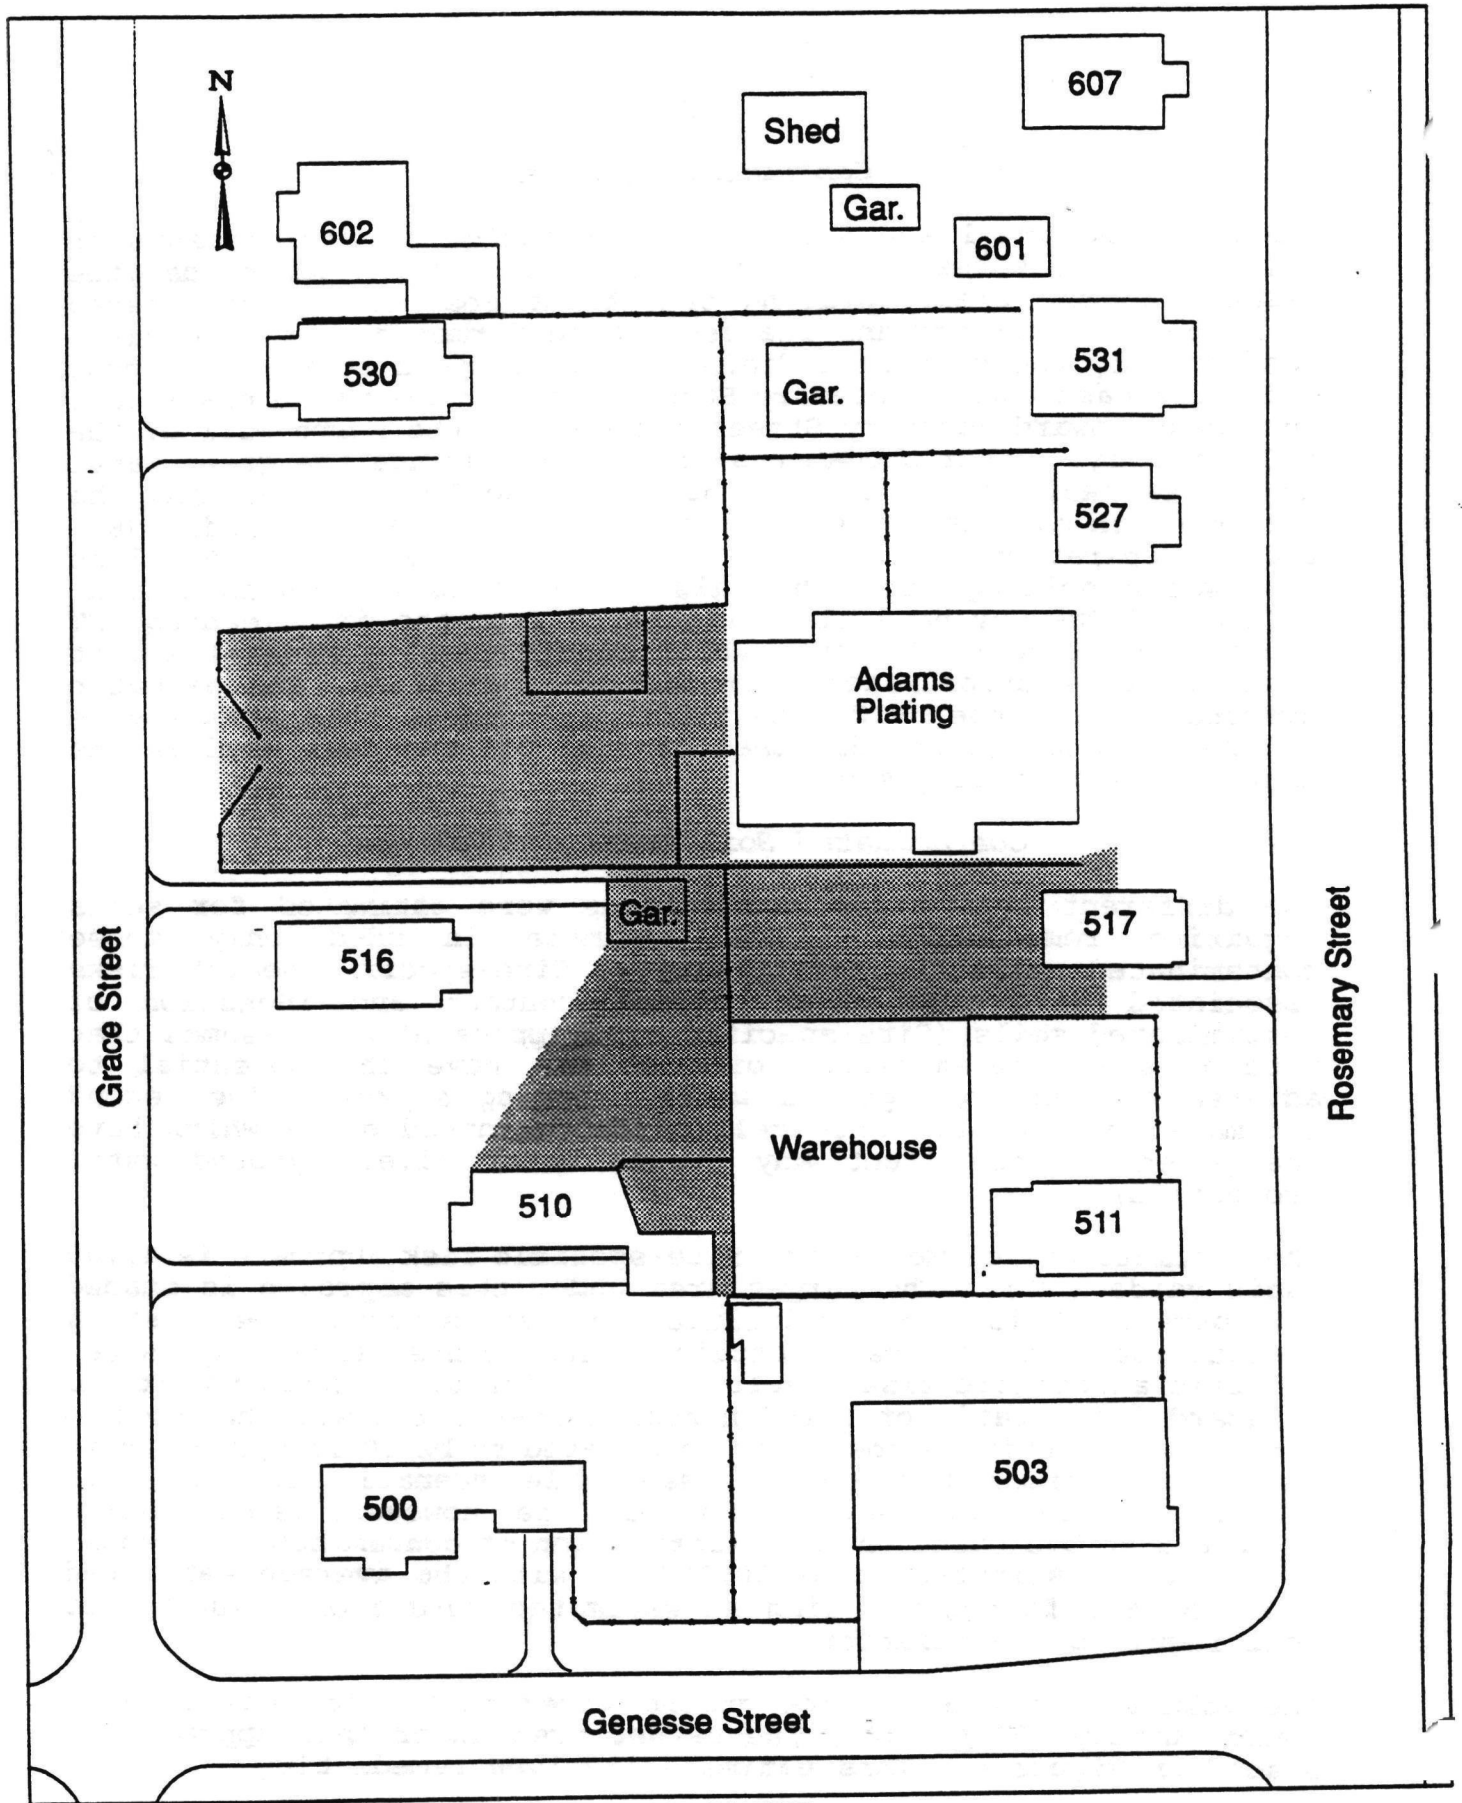 N
607
Shed
Gar.
602
601
530
Gar.
531
527
Adams
Plating
Gar.
517
516
Grace Street
Rosemary Street
Warehouse
510
511
503
500
Genesse Street